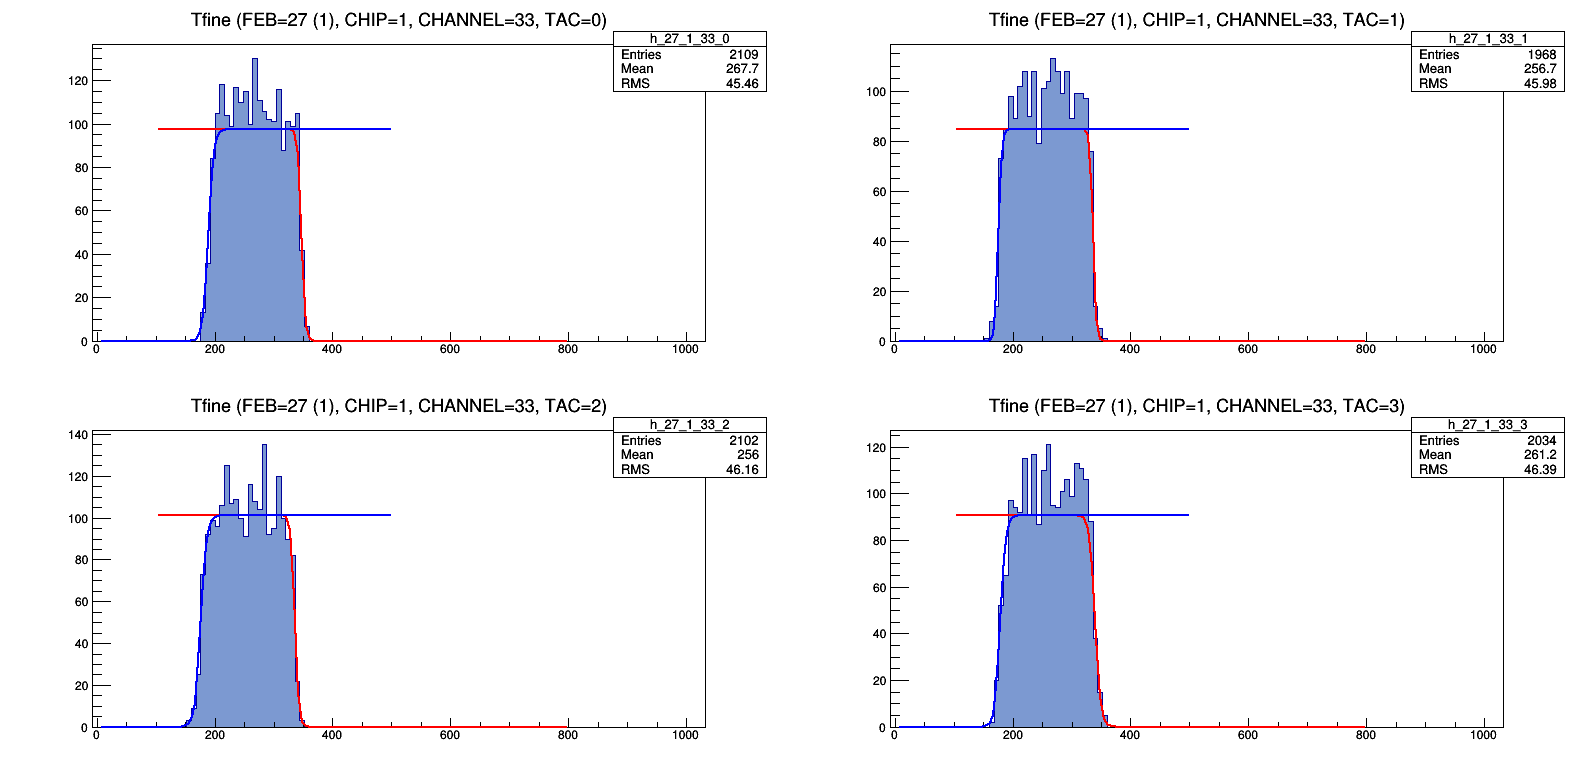 Tfine (FEB=27 (1), CHIP=1, CHANNEL=33, TAC=0)
h_27_1_33_0
Entries 2109
Mean 267.7
RMS 45.46
120
100
80
60
40
20
0
0 200 400 600 800 1000
Tfine (FEB=27 (1), CHIP=1, CHANNEL=33, TAC=1)
h_27_1_33_1
Entries 1968
Mean 256.7
RMS 45.98
100
80
60
40
20
0
0 200 400 600 800 1000
Tfine (FEB=27 (1), CHIP=1, CHANNEL=33, TAC=2)
h_27_1_33_2
Entries 2102
Mean 256
RMS 46.16
140
120
100
80
60
40
20
0
0 200 400 600 800 1000
Tfine (FEB=27 (1), CHIP=1, CHANNEL=33, TAC=3)
h_27_1_33_3
Entries 2034
Mean 261.2
RMS 46.39
120
100
80
60
40
20
0
0 200 400 600 800 1000